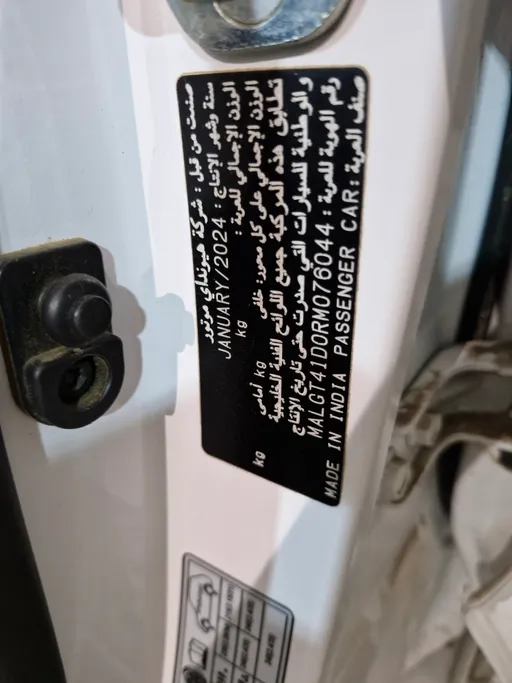 صنعت من قبل : شركة هيونداي موتور
سنة وشهر الإنتاج : JANUARY/2024
الوزن الإجمالي للعربة : kg
الوزن الإجمالي على كل محور: خلفي kg أمامي kg
تطابق هذه المركبة جميع اللوائح الفنية الخليجية
و الوطنية للسيارات التي صدرت حتى تاريخ الإنتاج
رقم الهوية للعربة : MALGT41D0RM076044
صنف العربة: MADE IN INDIA PASSENGER CAR